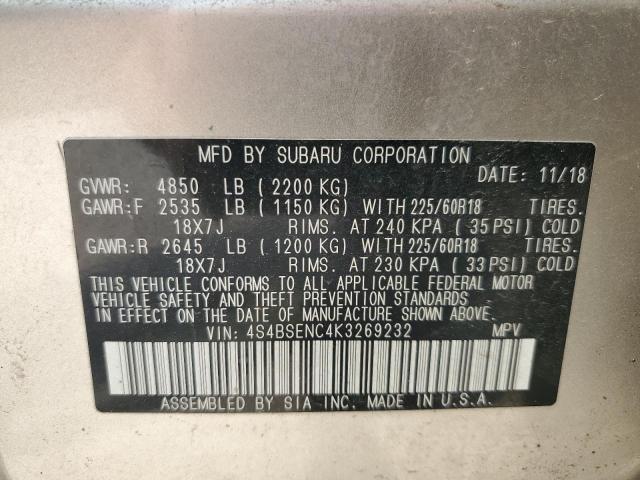 MFD BY SUBARU CORPORATION
DATE: 11/18
GVWR: 4850 LB ( 2200 KG)
GAWR:F 2535 LB ( 1150 KG) WITH 225/60R18 TIRES.
18X7J RIMS. AT 240 KPA ( 35 PSI) COLD
GAWR:R 2645 LB ( 1200 KG) WITH 225/60R18 TIRES.
18X7J RIMS. AT 230 KPA ( 33 PSI) COLD
THIS VEHICLE CONFORMS TO ALL APPLICABLE FEDERAL MOTOR
VEHICLE SAFETY AND THEFT PREVENTION STANDARDS
IN EFFECT ON THE DATE OF MANUFACTURE SHOWN ABOVE.
VIN: 4S4BSENC4K3269232 MPV
ASSEMBLED BY SIA INC. MADE IN U.S.A.